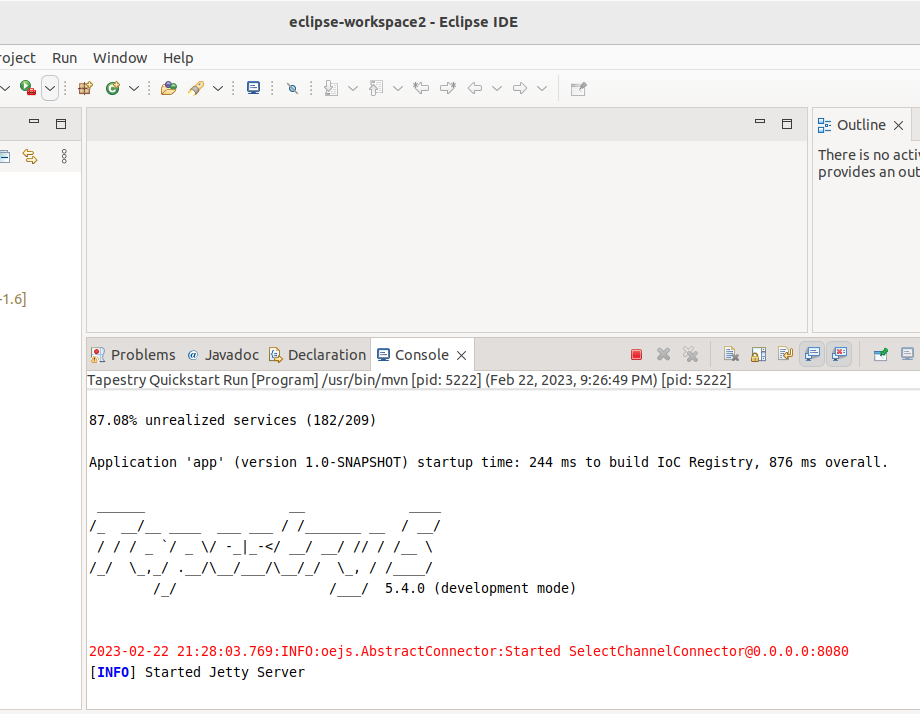 eclipse-workspace2 - Eclipse IDE
roject Run Window Help
Outline
There is no acti
provides an out
-1.6]
Problems @ Javadoc Declaration Console
Tapestry Quickstart Run [Program] /usr/bin/mvn [pid: 5222] (Feb 22, 2023, 9:26:49 PM) [pid: 5222]
87.08% unrealized services (182/209)
Application 'app' (version 1.0-SNAPSHOT) startup time: 244 ms to build IoC Registry, 876 ms overall.
 ______                  __             ____
/_  __/__ ____  ___ ___ / /_______ __  / __/
 / / / _ `/ _ \/ -_|_-</ __/ __/ // / /__ \
/_/  \_,_/ .__/\__/___/\__/_/  \_, / /____/
        /_/                   /___/  5.4.0 (development mode)
2023-02-22 21:28:03.769:INFO:oejs.AbstractConnector:Started SelectChannelConnector@0.0.0.0:8080
[INFO] Started Jetty Server